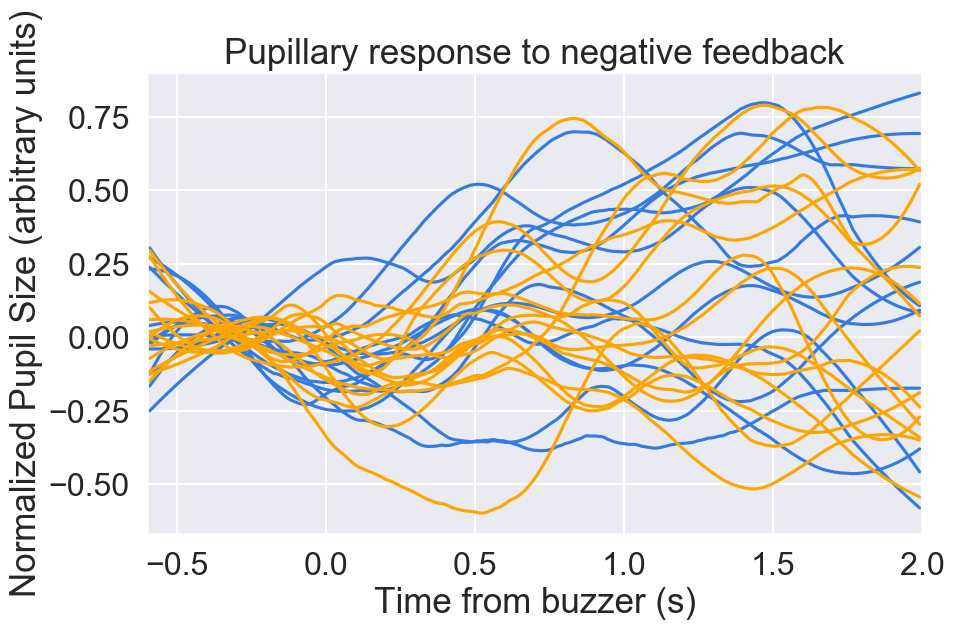 Pupillary response to negative feedback
Normalized Pupil Size (arbitrary units)
0.75
0.50
0.25
0.00
−0.25
−0.50
−0.5 0.0 0.5 1.0 1.5 2.0
Time from buzzer (s)